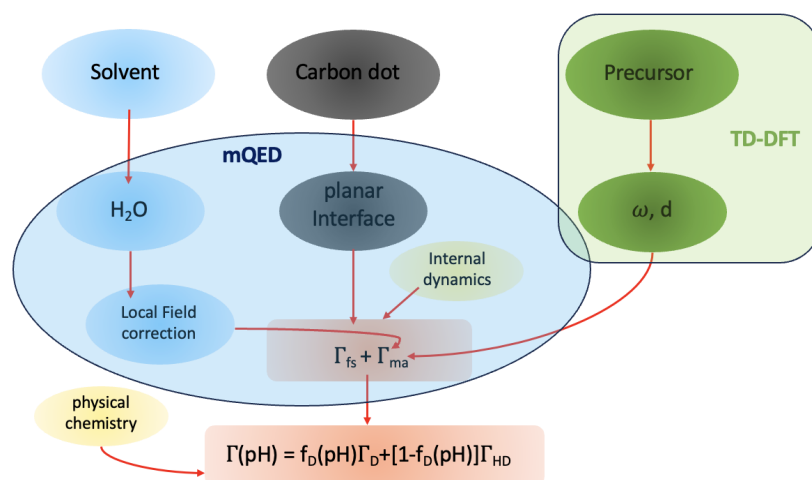 Solvent
Carbon dot
Precursor
TD-DFT
mQED
H₂O
planar
Interface
ω, d
Internal
dynamics
Local Field
correction
Γfs + Γma
physical
chemistry
Γ(pH) = fD(pH)ΓD+[1-fD(pH)]ΓHD